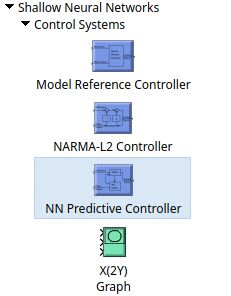 Shallow Neural Networks
Control Systems
Model Reference Controller
NARMA-L2 Controller
NN Predictive Controller
X(2Y)
Graph